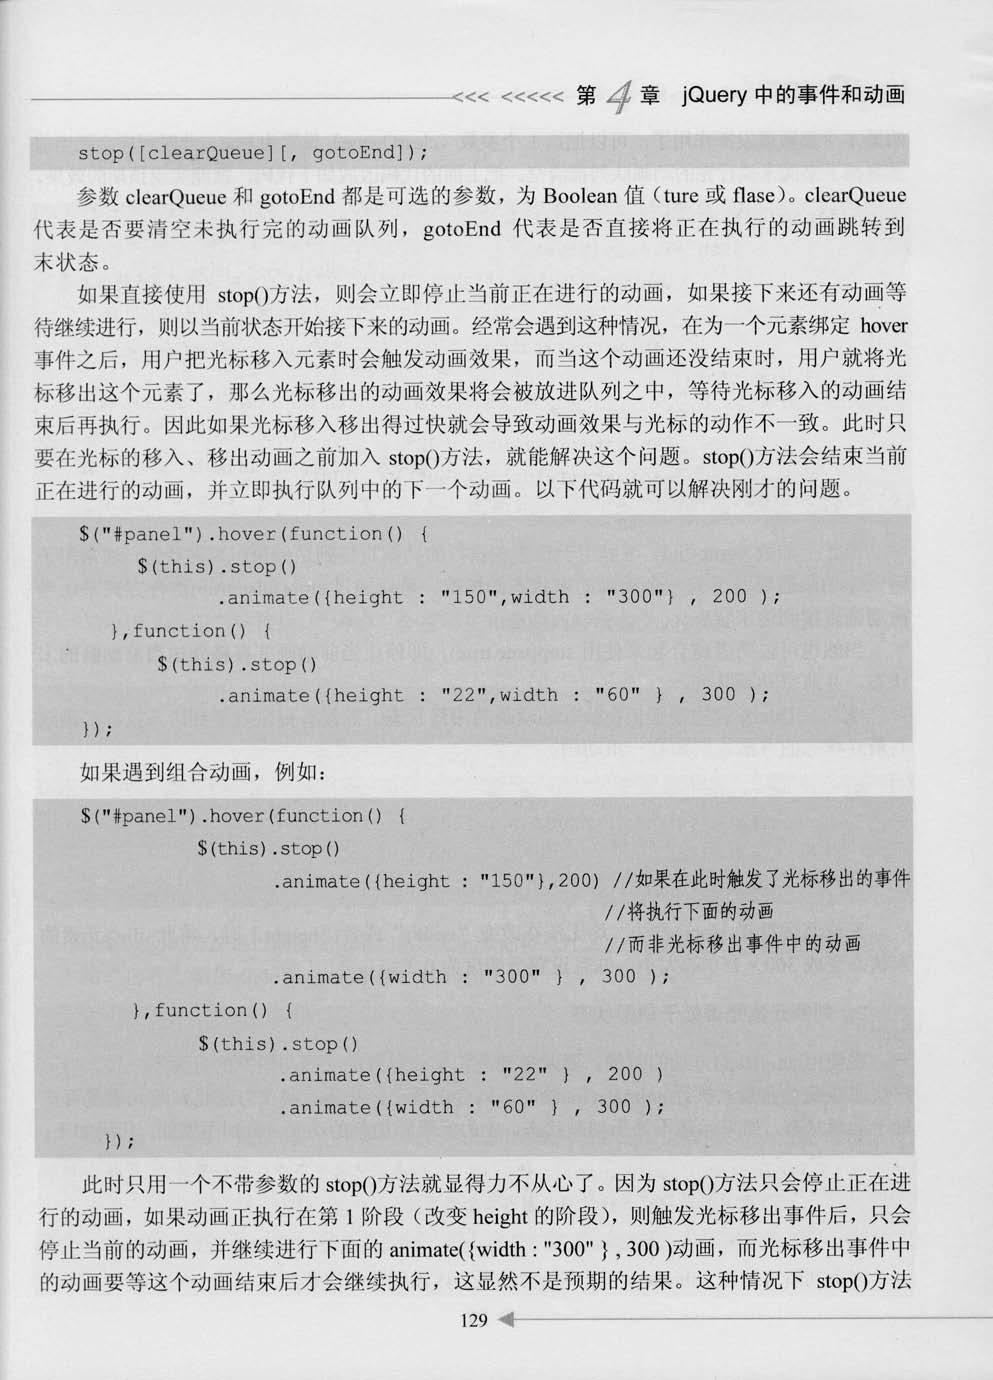 <<< <<<<< 第 4 章 jQuery 中的事件和动画
stop([clearQueue][, gotoEnd]);
参数 clearQueue 和 gotoEnd 都是可选的参数，为 Boolean 值（ture 或 flase）。clearQueue
代表是否要清空未执行完的动画队列，gotoEnd 代表是否直接将正在执行的动画跳转到
末状态。
如果直接使用 stop()方法，则会立即停止当前正在进行的动画，如果接下来还有动画等
待继续进行，则以当前状态开始接下来的动画。经常会遇到这种情况，在为一个元素绑定 hover
事件之后，用户把光标移入元素时会触发动画效果，而当这个动画还没结束时，用户就将光
标移出这个元素了，那么光标移出的动画效果将会被放进队列之中，等待光标移入的动画结
束后再执行。因此如果光标移入移出得过快就会导致动画效果与光标的动作不一致。此时只
要在光标的移入、移出动画之前加入 stop()方法，就能解决这个问题。stop()方法会结束当前
正在进行的动画，并立即执行队列中的下一个动画。以下代码就可以解决刚才的问题。
$("#panel").hover(function() {
$(this).stop()
.animate({height : "150",width : "300"} , 200 );
},function() {
$(this).stop()
.animate({height : "22",width : "60" } , 300 );
});
如果遇到组合动画，例如：
$("#panel").hover(function() {
$(this).stop()
.animate({height : "150"},200) //如果在此时触发了光标移出的事件
//将执行下面的动画
//而非光标移出事件中的动画
.animate({width : "300" } , 300 );
},function() {
$(this).stop()
.animate({height : "22" } , 200 )
.animate({width : "60" } , 300 );
});
此时只用一个不带参数的 stop()方法就显得力不从心了。因为 stop()方法只会停止正在进
行的动画，如果动画正执行在第 1 阶段（改变 height 的阶段），则触发光标移出事件后，只会
停止当前的动画，并继续进行下面的 animate({width : "300" } , 300 )动画，而光标移出事件中
的动画要等这个动画结束后才会继续执行，这显然不是预期的结果。这种情况下 stop()方法
129